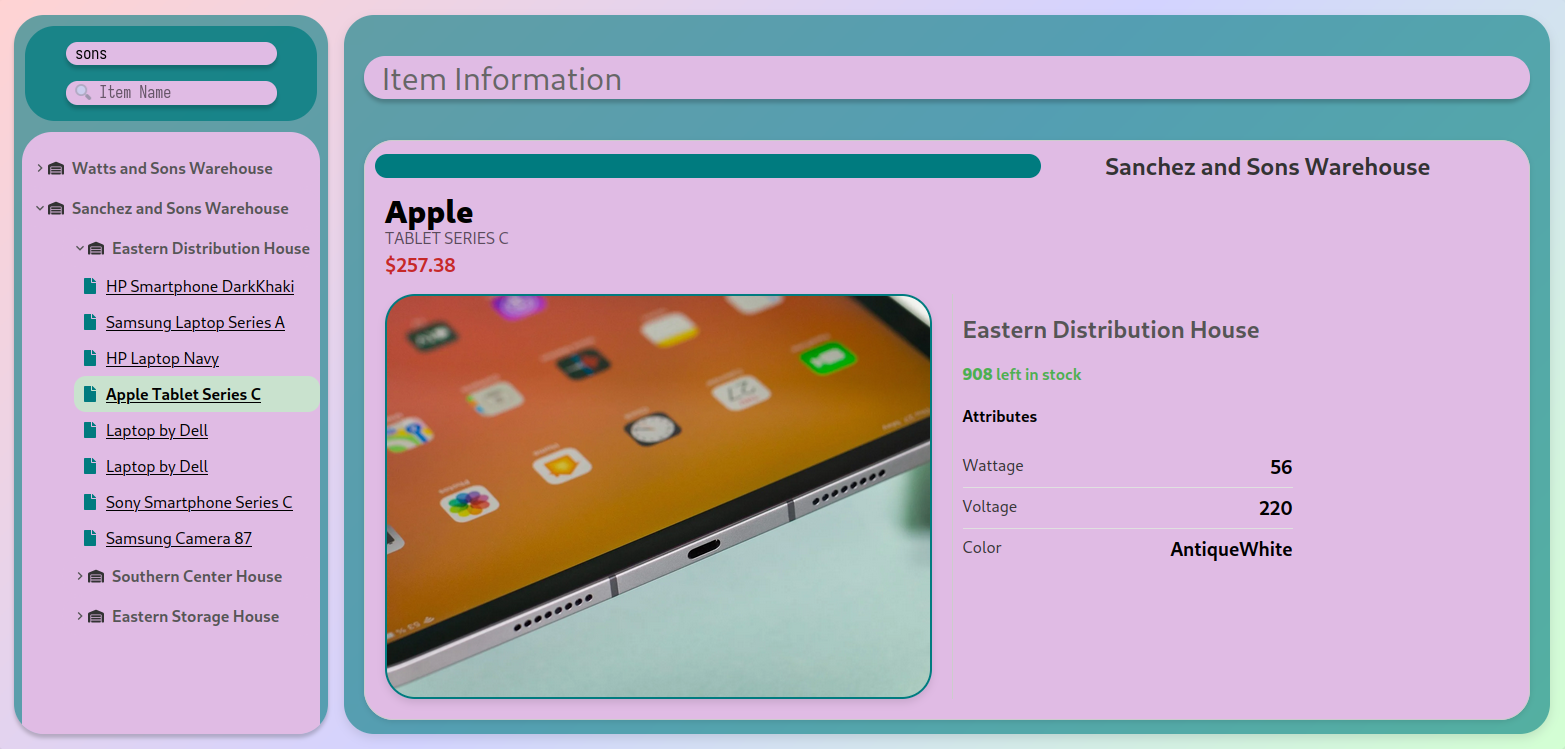 sons
Item Name
Watts and Sons Warehouse
Sanchez and Sons Warehouse
Eastern Distribution House
HP Smartphone DarkKhaki
Samsung Laptop Series A
HP Laptop Navy
Apple Tablet Series C
Laptop by Dell
Laptop by Dell
Sony Smartphone Series C
Samsung Camera 87
Southern Center House
Eastern Storage House
Item Information
Sanchez and Sons Warehouse
Apple
TABLET SERIES C
$257.38
Eastern Distribution House
908 left in stock
Attributes
Wattage 56
Voltage 220
Color AntiqueWhite